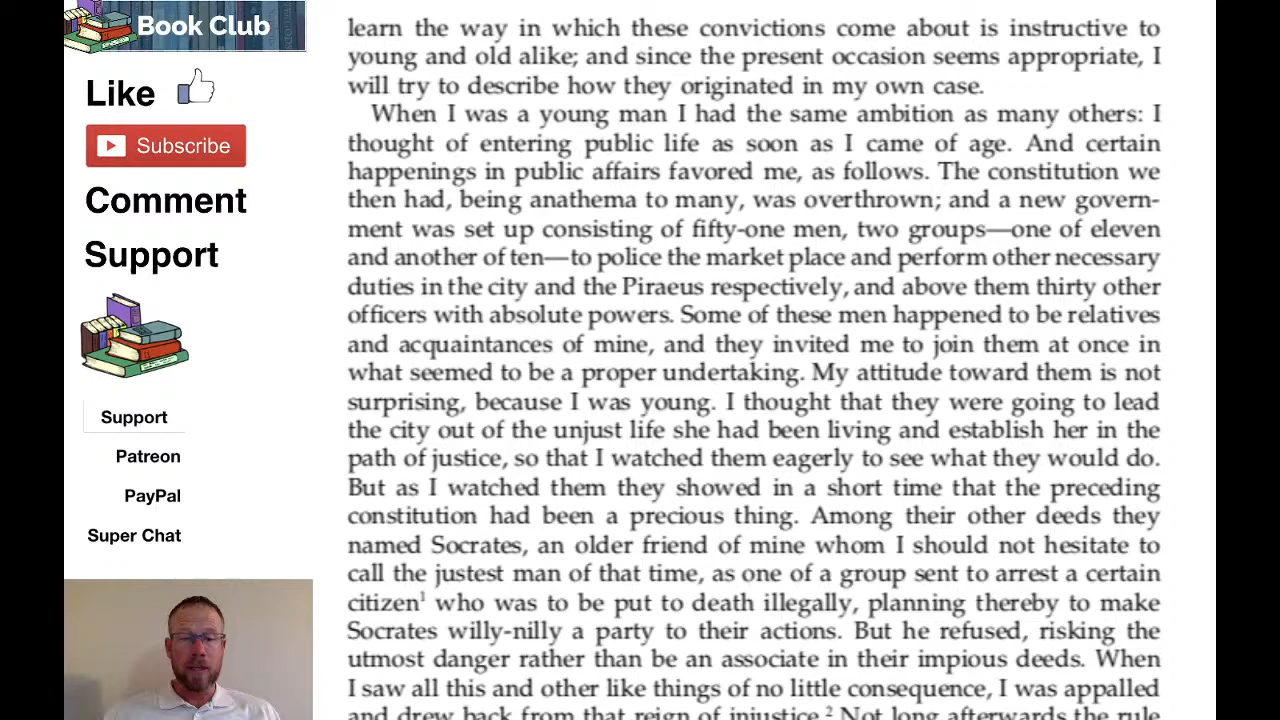 Book Club
Like
Subscribe
Comment
Support
Support
Patreon
PayPal
Super Chat
learn the way in which these convictions come about is instructive to
young and old alike; and since the present occasion seems appropriate, I
will try to describe how they originated in my own case.
When I was a young man I had the same ambition as many others: I
thought of entering public life as soon as I came of age. And certain
happenings in public affairs favored me, as follows. The constitution we
then had, being anathema to many, was overthrown; and a new govern-
ment was set up consisting of fifty-one men, two groups—one of eleven
and another of ten—to police the market place and perform other necessary
duties in the city and the Piraeus respectively, and above them thirty other
officers with absolute powers. Some of these men happened to be relatives
and acquaintances of mine, and they invited me to join them at once in
what seemed to be a proper undertaking. My attitude toward them is not
surprising, because I was young. I thought that they were going to lead
the city out of the unjust life she had been living and establish her in the
path of justice, so that I watched them eagerly to see what they would do.
But as I watched them they showed in a short time that the preceding
constitution had been a precious thing. Among their other deeds they
named Socrates, an older friend of mine whom I should not hesitate to
call the justest man of that time, as one of a group sent to arrest a certain
citizen¹ who was to be put to death illegally, planning thereby to make
Socrates willy-nilly a party to their actions. But he refused, risking the
utmost danger rather than be an associate in their impious deeds. When
I saw all this and other like things of no little consequence, I was appalled
and drew back from that reign of injustice.² Not long afterwards the rule